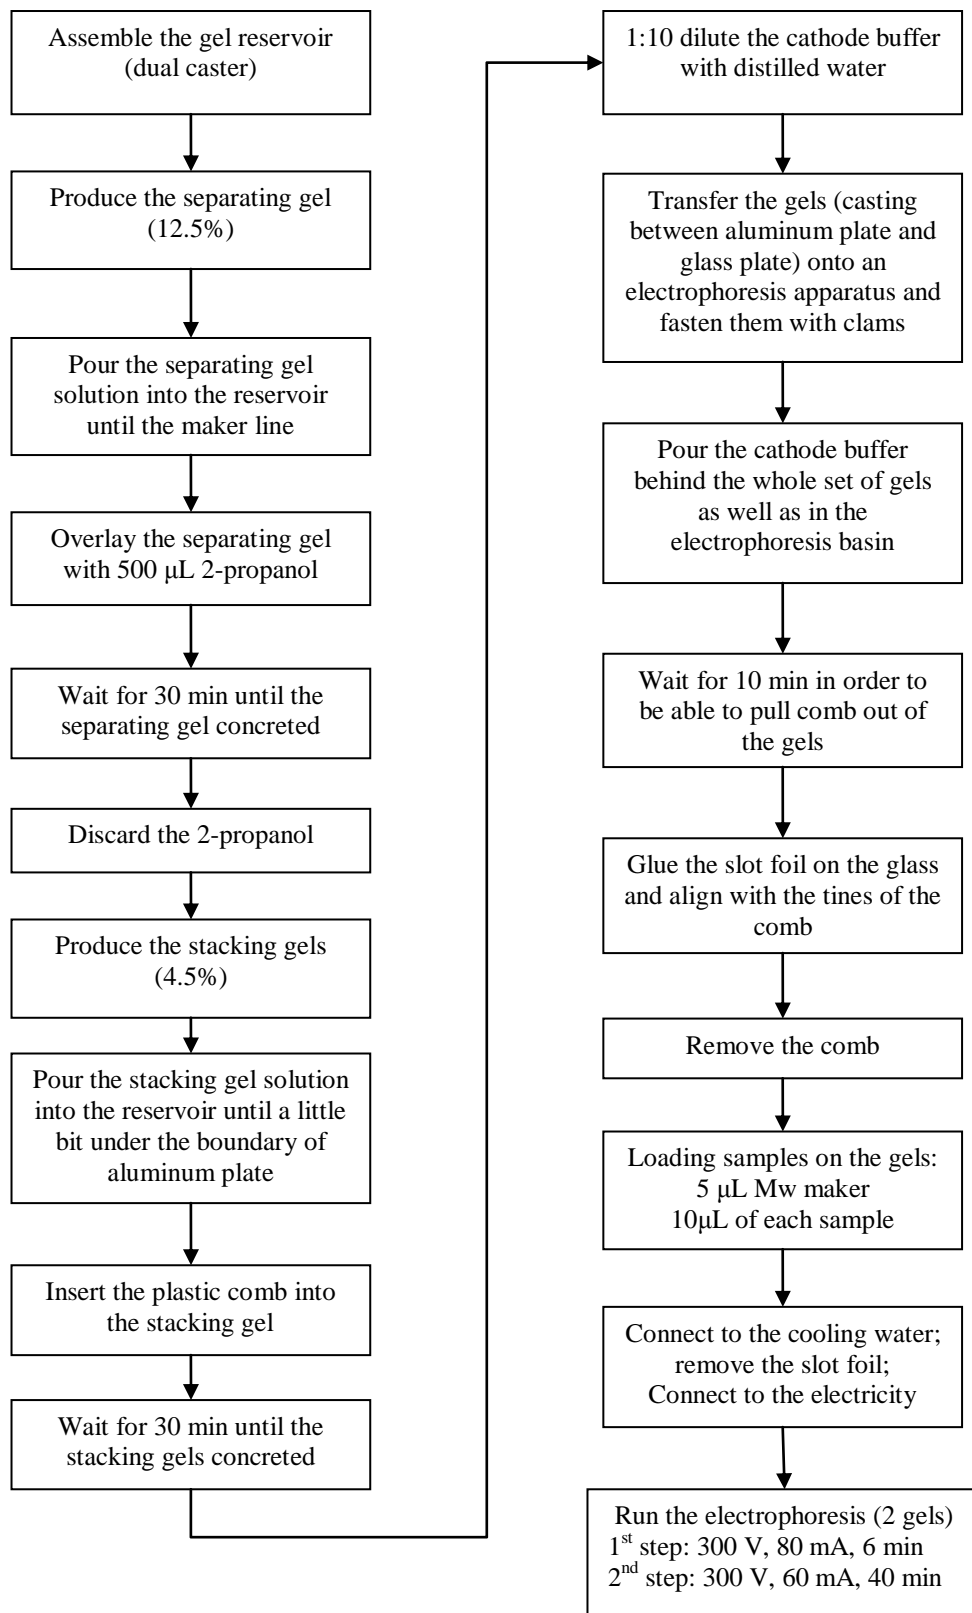 Assemble the gel reservoir
(dual caster)
Produce the separating gel
(12.5%)
Pour the separating gel
solution into the reservoir
until the maker line
Overlay the separating gel
with 500 μL 2-propanol
Wait for 30 min until the
separating gel concreted
Discard the 2-propanol
Produce the stacking gels
(4.5%)
Pour the stacking gel solution
into the reservoir until a little
bit under the boundary of
aluminum plate
Insert the plastic comb into
the stacking gel
Wait for 30 min until the
stacking gels concreted
1:10 dilute the cathode buffer
with distilled water
Transfer the gels (casting
between aluminum plate and
glass plate) onto an
electrophoresis apparatus and
fasten them with clams
Pour the cathode buffer
behind the whole set of gels
as well as in the
electrophoresis basin
Wait for 10 min in order to
be able to pull comb out of
the gels
Glue the slot foil on the glass
and align with the tines of the
comb
Remove the comb
Loading samples on the gels:
5 μL Mw maker
10μL of each sample
Connect to the cooling water;
remove the slot foil;
Connect to the electricity
Run the electrophoresis (2 gels)
1st step: 300 V, 80 mA, 6 min
2nd step: 300 V, 60 mA, 40 min